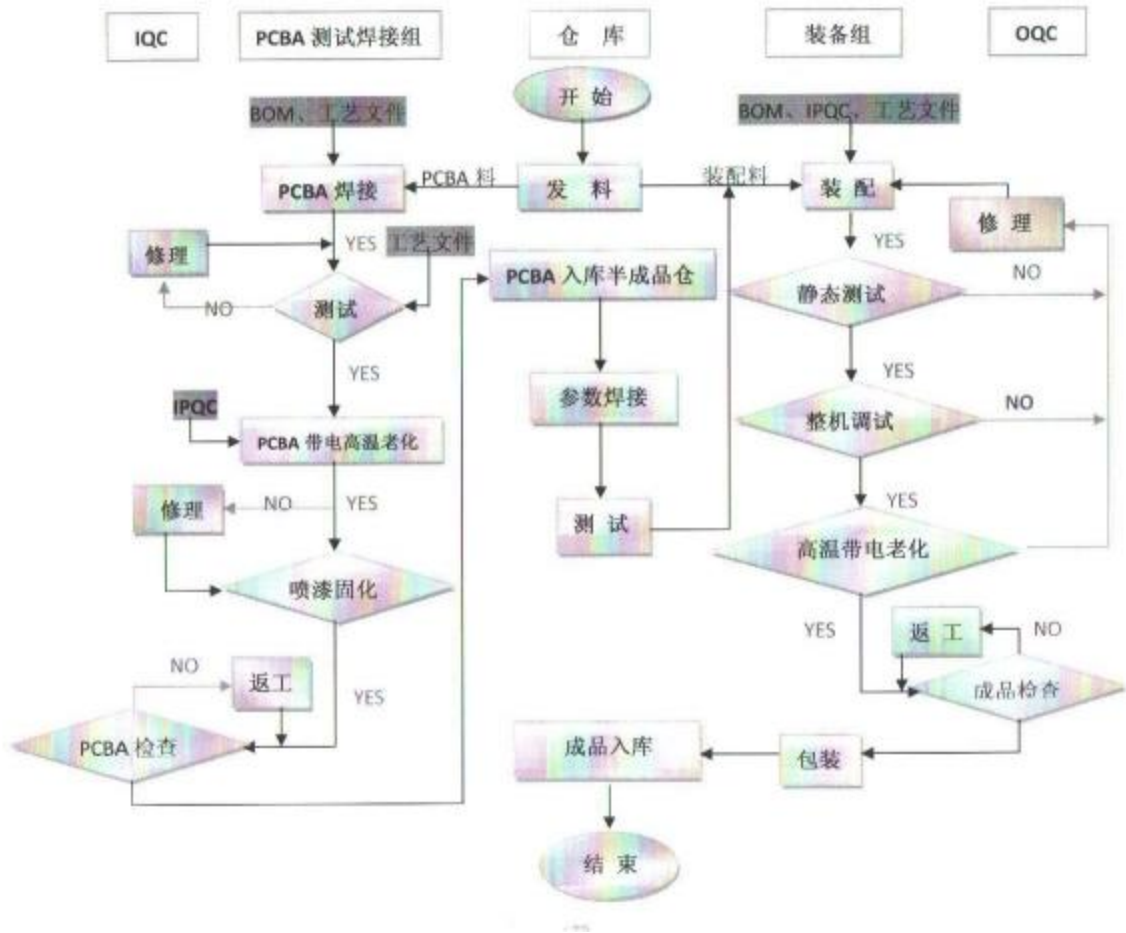 IQC
PCBA 测试焊接组
仓 库
装备组
OQC
开 始
BOM、工艺文件
BOM、IPQC，工艺文件
PCBA 焊接
PCBA 料
发 料
装配料
装 配
修理
YES
工艺文件
修 理
YES
PCBA 入库半成品仓
NO
测试
NO
静态测试
YES
YES
参数焊接
IPQC
整机调试
NO
PCBA 带电高温老化
修理
NO
YES
测 试
YES
高温带电老化
喷漆固化
YES
返 工
NO
NO
返工
YES
成品检查
PCBA 检查
成品入库
包装
结 束